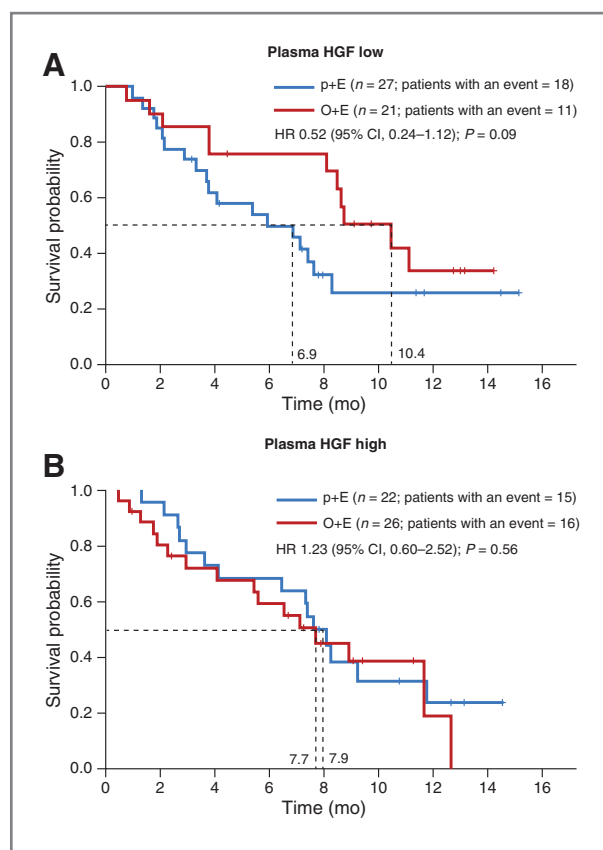 Plasma HGF low
A
p+E (n = 27; patients with an event = 18)
O+E (n = 21; patients with an event = 11)
HR 0.52 (95% CI, 0.24–1.12); P = 0.09
1.0
0.8
0.6
0.4
0.2
0.0
Survival probability
6.9
10.4
0 2 4 6 8 10 12 14 16
Time (mo)
Plasma HGF high
B
p+E (n = 22; patients with an event = 15)
O+E (n = 26; patients with an event = 16)
HR 1.23 (95% CI, 0.60–2.52); P = 0.56
1.0
0.8
0.6
0.4
0.2
0.0
Survival probability
7.7
7.9
0 2 4 6 8 10 12 14 16
Time (mo)